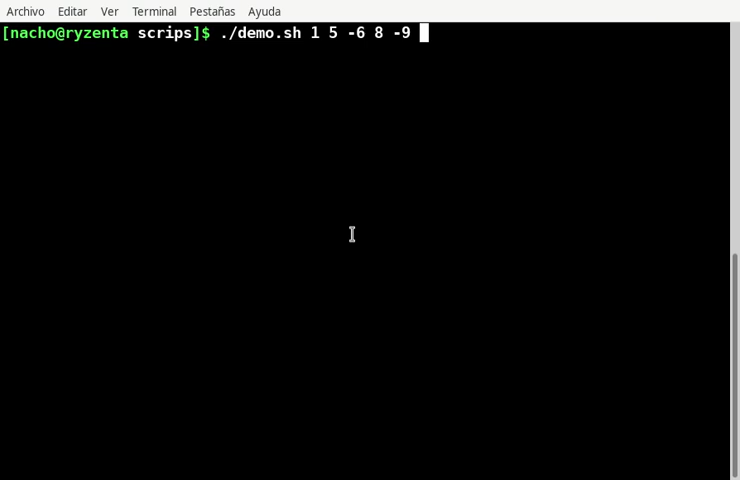 Archivo Editar Ver Terminal Pestañas Ayuda
[nacho@ryzenta scrips]$ ./demo.sh 1 5 -6 8 -9